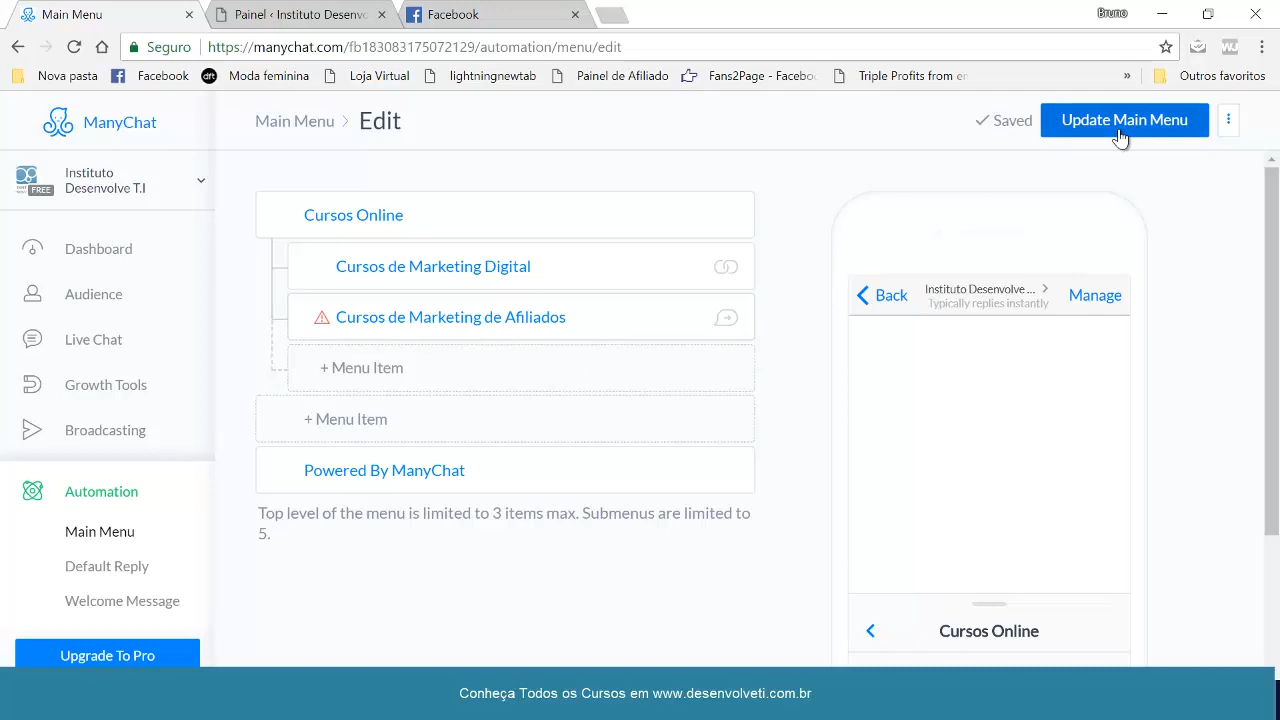 Main Menu
Painel ‹ Instituto Desenvo
Facebook
Bruno
Seguro
https://manychat.com/fb183083175072129/automation/menu/edit
Nova pasta
Facebook
dft
Moda feminina
Loja Virtual
lightningnewtab
Painel de Afiliado
Fans2Page - Facebo
Triple Profits from
»
Outros favoritos
ManyChat
Main Menu
Edit
Saved
Update Main Menu
Instituto
Desenvolve T.I
FREE
Dashboard
Audience
Live Chat
Growth Tools
Broadcasting
Automation
Main Menu
Default Reply
Welcome Message
Upgrade To Pro
Cursos Online
Cursos de Marketing Digital
Cursos de Marketing de Afiliados
+ Menu Item
+ Menu Item
Powered By ManyChat
Top level of the menu is limited to 3 items max. Submenus are limited to
5.
Back
Instituto Desenvolve ...
Typically replies instantly
Manage
Cursos Online
Conheça Todos os Cursos em www.desenvolveti.com.br